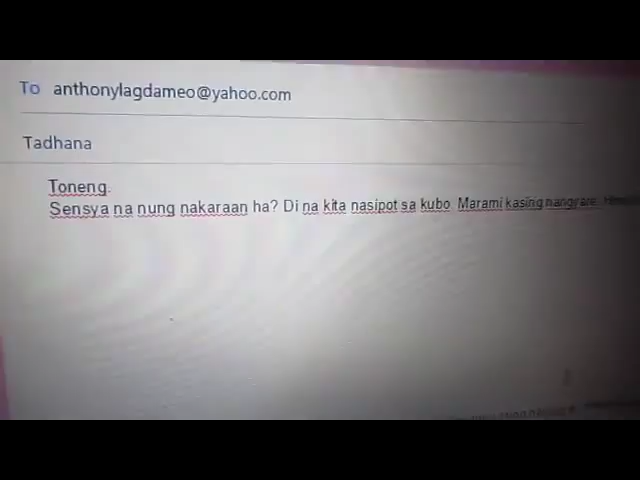 To anthonylagdameo@yahoo.com
Tadhana
Toneng.
Sensya na nung nakaraan ha? Di na kita nasipot sa kubo. Marami kasing nangyare.